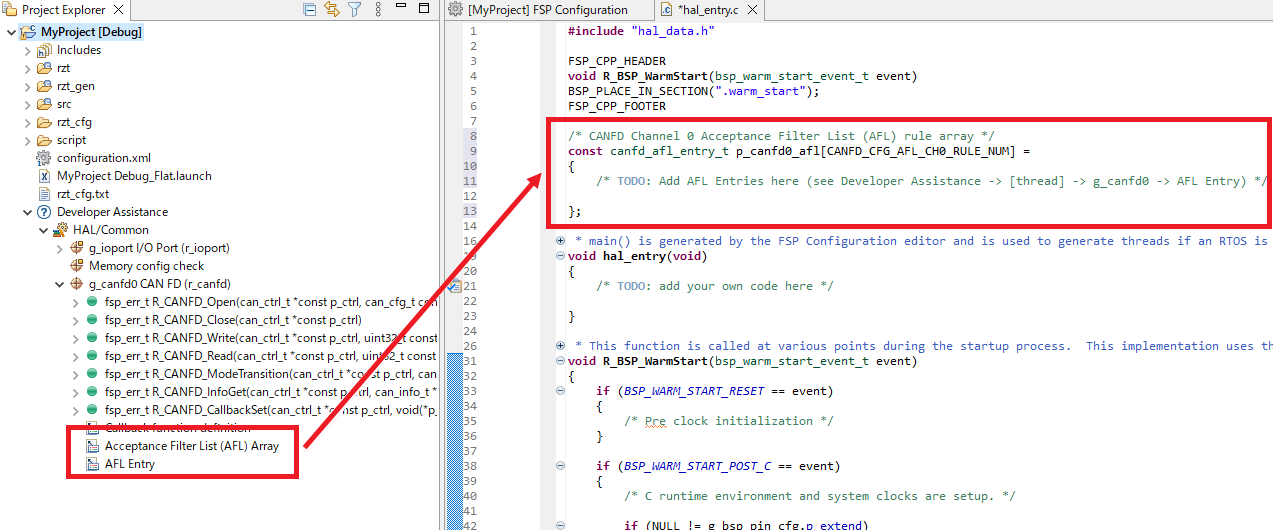 Project Explorer
MyProject [Debug]
Includes
rzt
rzt_gen
src
rzt_cfg
script
configuration.xml
MyProject Debug_Flat.launch
rzt_cfg.txt
Developer Assistance
HAL/Common
g_ioport I/O Port (r_ioport)
Memory config check
g_canfd0 CAN FD (r_canfd)
fsp_err_t R_CANFD_Open(can_ctrl_t *const p_ctrl, can_cfg_t con
fsp_err_t R_CANFD_Close(can_ctrl_t *const p_ctrl)
fsp_err_t R_CANFD_Write(can_ctrl_t *const p_ctrl, uint32_t const
fsp_err_t R_CANFD_Read(can_ctrl_t *const p_ctrl, uint32_t const
fsp_err_t R_CANFD_ModeTransition(can_ctrl_t *const p_ctrl, can
fsp_err_t R_CANFD_InfoGet(can_ctrl_t *const p_ctrl, can_info_t *
fsp_err_t R_CANFD_CallbackSet(can_ctrl_t *const p_ctrl, void(*p_
Callback function definition
Acceptance Filter List (AFL) Array
AFL Entry
[MyProject] FSP Configuration
*hal_entry.c
1 #include "hal_data.h"
2
3 FSP_CPP_HEADER
4 void R_BSP_WarmStart(bsp_warm_start_event_t event)
5 BSP_PLACE_IN_SECTION(".warm_start");
6 FSP_CPP_FOOTER
7
8 /* CANFD Channel 0 Acceptance Filter List (AFL) rule array */
9 const canfd_afl_entry_t p_canfd0_afl[CANFD_CFG_AFL_CH0_RULE_NUM] =
10 {
11 /* TODO: Add AFL Entries here (see Developer Assistance -> [thread] -> g_canfd0 -> AFL Entry) */
12
13 };
14
16 * main() is generated by the FSP Configuration editor and is used to generate threads if an RTOS is
19 void hal_entry(void)
20 {
21 /* TODO: add your own code here */
22
23 }
24
26 * This function is called at various points during the startup process.  This implementation uses th
31 void R_BSP_WarmStart(bsp_warm_start_event_t event)
32 {
33 if (BSP_WARM_START_RESET == event)
34 {
35 /* Pre clock initialization */
36 }
37
38 if (BSP_WARM_START_POST_C == event)
39 {
40 /* C runtime environment and system clocks are setup. */
41
42 if (NULL != g_bsp_pin_cfg.p_extend)